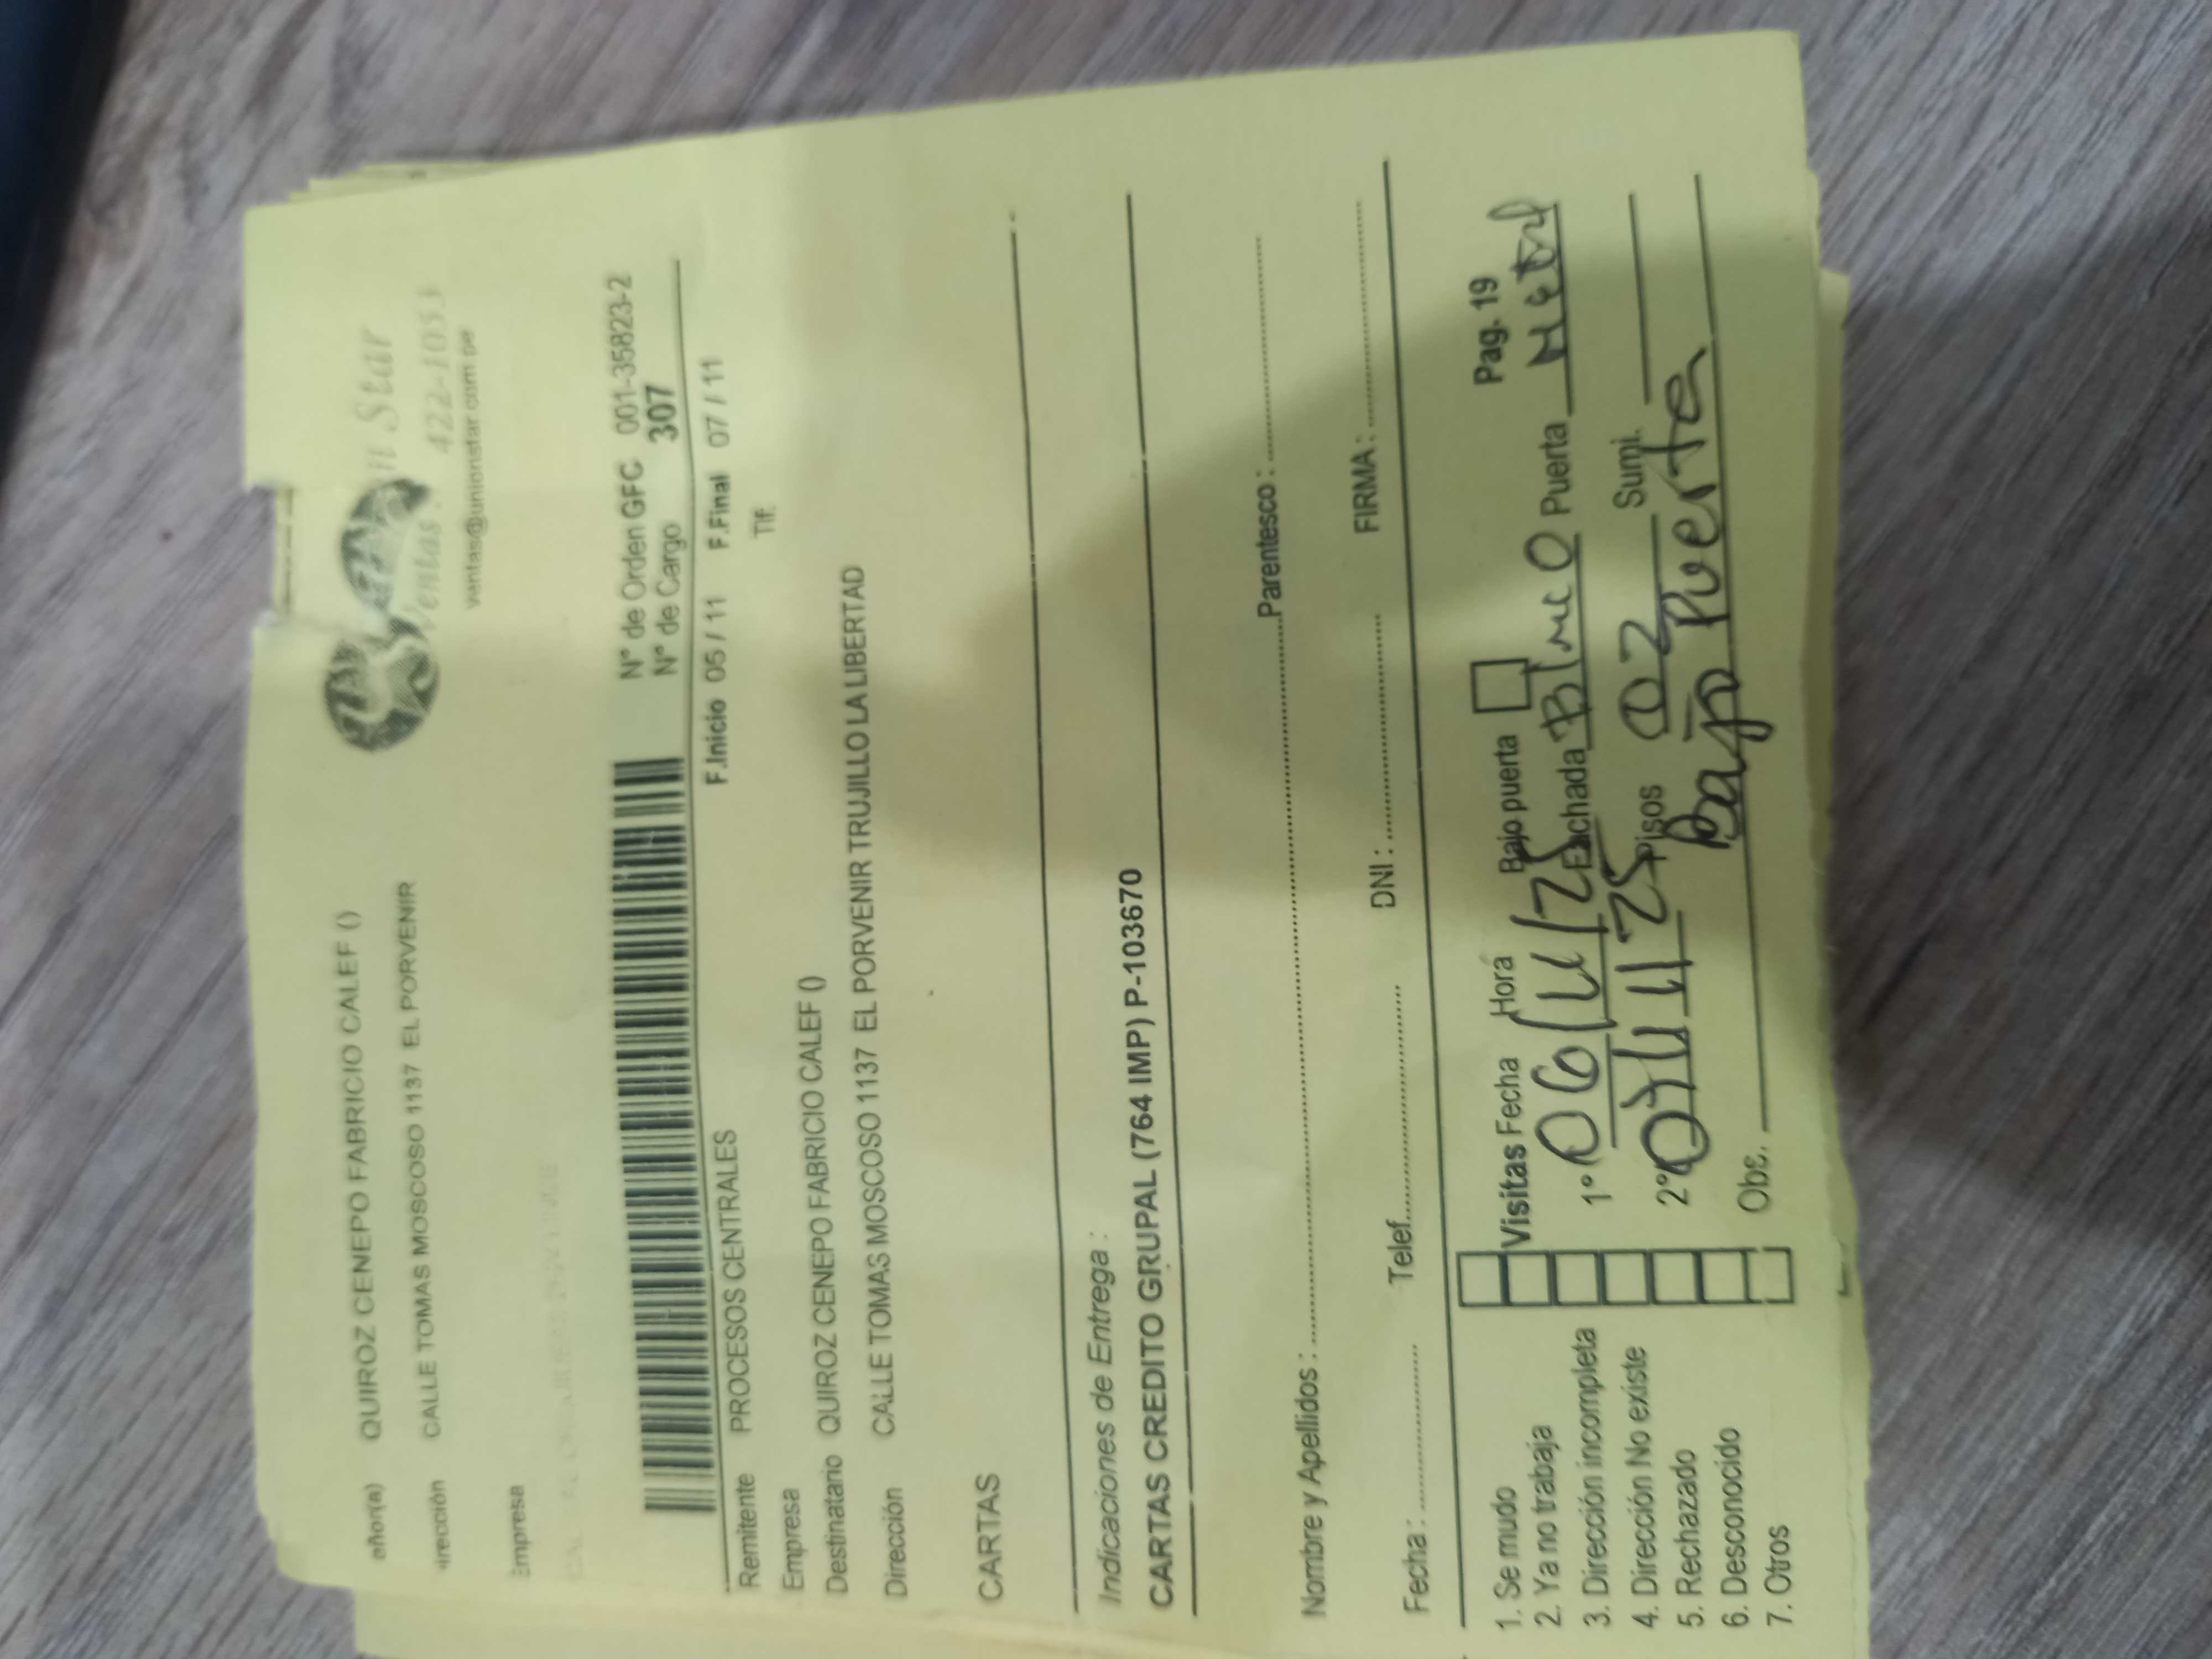 QUIROZ CENEPO FABRICIO CALEF ()
CALLE TOMAS MOSCOSO 1137 EL PORVENIR
Empresa
n Star
Ventas : 422-1053
ventas@unionstar.com.pe
N° de Orden GFC 001-35823-2
N° de Cargo 307
F.Inicio 05 / 11 F.Final 07 / 11
Tlf.
Remitente PROCESOS CENTRALES
Empresa
Destinatario QUIROZ CENEPO FABRICIO CALEF ()
Dirección CALLE TOMAS MOSCOSO 1137 EL PORVENIR TRUJILLO LA LIBERTAD
CARTAS
Indicaciones de Entrega :
CARTAS CREDITO GRUPAL (764 IMP) P-103670
Nombre y Apellidos : Parentesco :
Fecha : Telef. DNI : FIRMA :
1. Se mudo
2. Ya no trabaja
3. Dirección incompleta
4. Dirección No existe
5. Rechazado
6. Desconocido
7. Otros
Visitas Fecha Hora Bajo puerta Pag. 19
1° 06/11/25 Fachada Puerta
2° 07/11/25 Pisos 02 Sumi.
Obs. Bajo Puerta